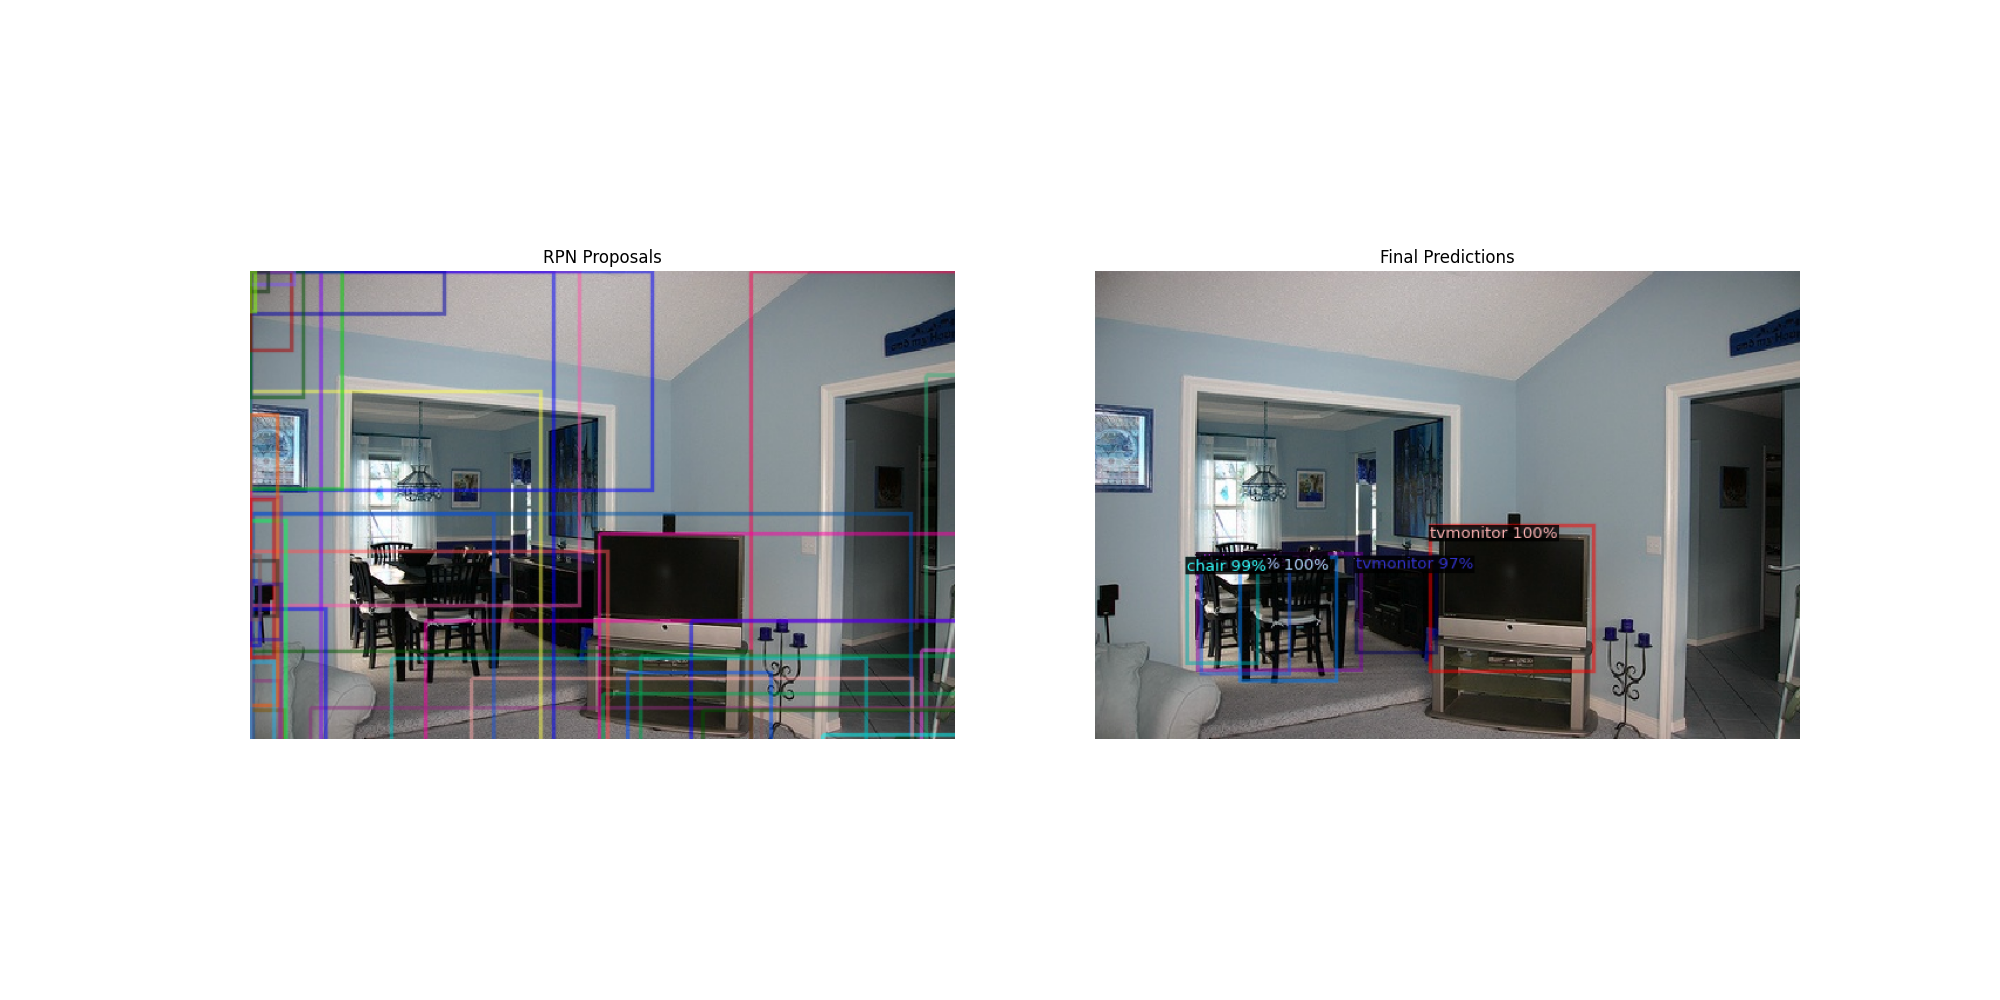 RPN Proposals
Final Predictions
tvmonitor 100%
chair 99%
% 100%
tvmonitor 97%